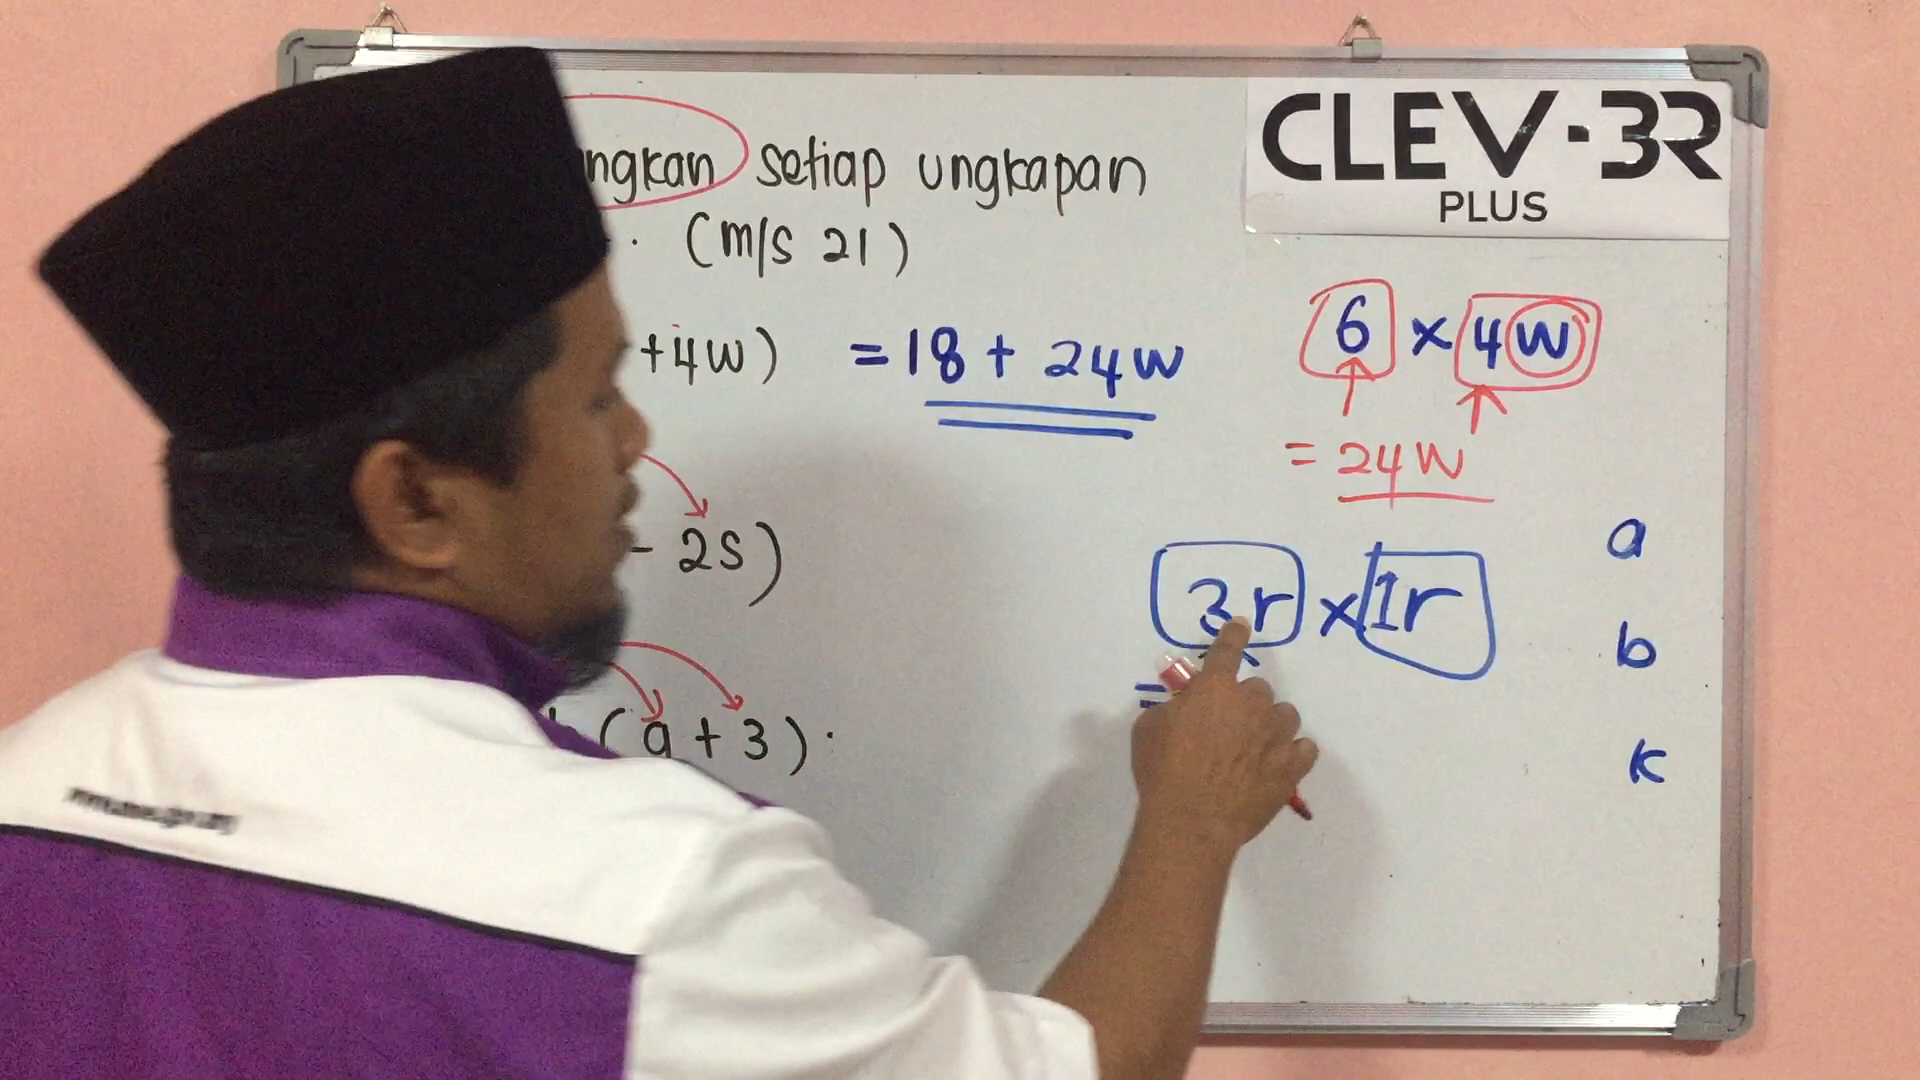 CLEV·3R
PLUS
ngkan setiap ungkapan
. (m/s 21)
+4w) = 18 + 24w
6 × 4w
= 24w
- 2s)
3r × 1r
=
(a + 3).
a
b
k